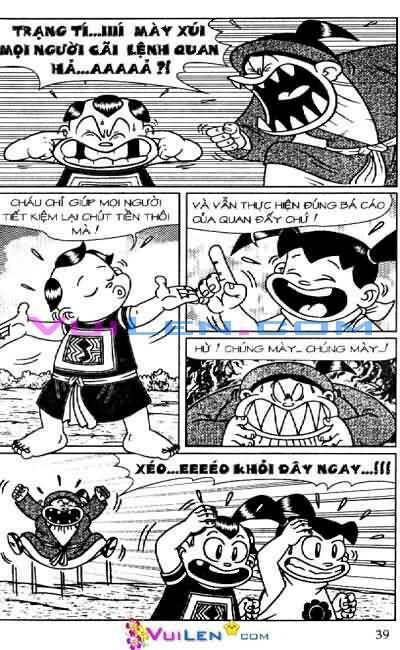 TRẠNG TÍ...IIIÍ MÀY XÚI
MỌI NGƯỜI CÃI LỆNH QUAN
HẢ...AAAAẢ ?!
CHÁU CHỈ GIÚP MỌI NGƯỜI
TIẾT KIỆM LẠI CHÚT TIỀN THÔI
MÀ !
VÀ VẪN THỰC HIỆN ĐÚNG BÁ CÁO
CỦA QUAN ĐẤY CHỨ !
VUILEN.COM
HỪ ! CHÚNG MÀY... CHÚNG MÀY...!
XÉO...EEEÉO KHỎI ĐÂY NGAY...!!!
39
VUILEN.COM